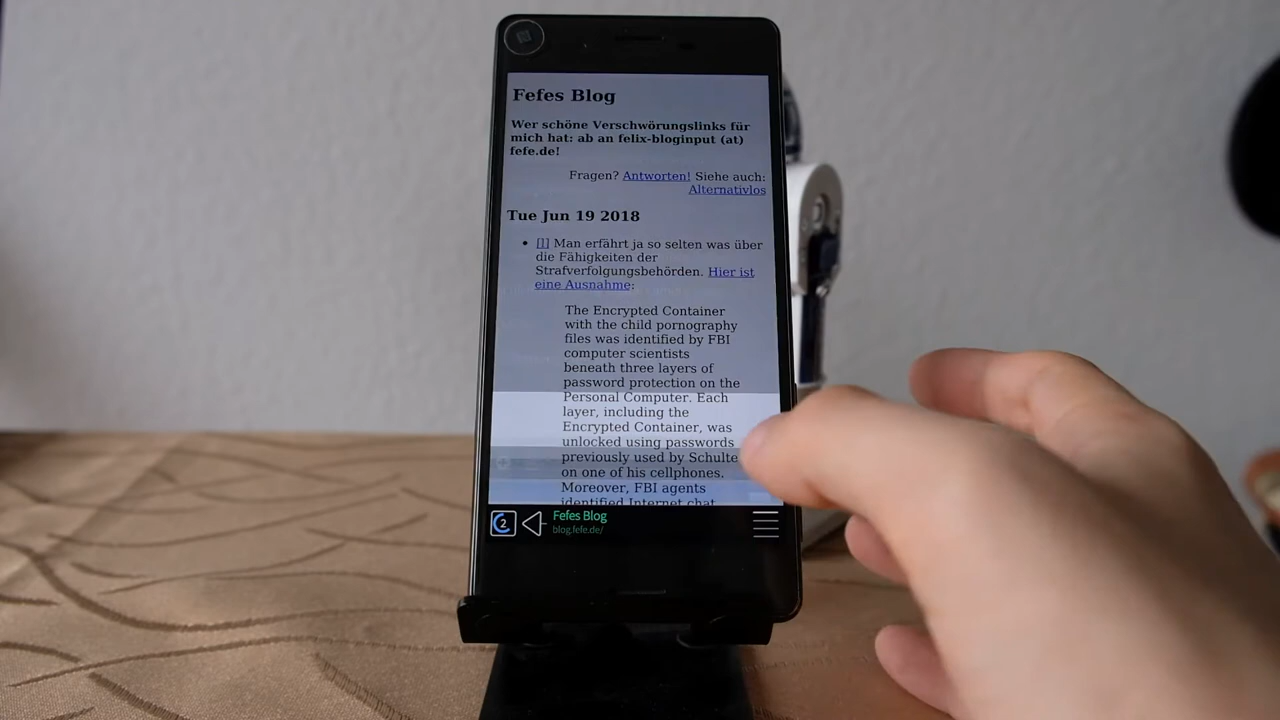 Fefes Blog
Wer schöne Verschwörungslinks für
mich hat: ab an felix-bloginput (at)
fefe.de!
Fragen? Antworten! Siehe auch:
Alternativlos
Tue Jun 19 2018
• [l] Man erfährt ja so selten was über
die Fähigkeiten der
Strafverfolgungsbehörden. Hier ist
eine Ausnahme:
The Encrypted Container
with the child pornography
files was identified by FBI
computer scientists
beneath three layers of
password protection on the
Personal Computer. Each
layer, including the
Encrypted Container, was
unlocked using passwords
previously used by Schulte
on one of his cellphones.
Moreover, FBI agents
identified Internet chat
2
Fefes Blog
blog.fefe.de/